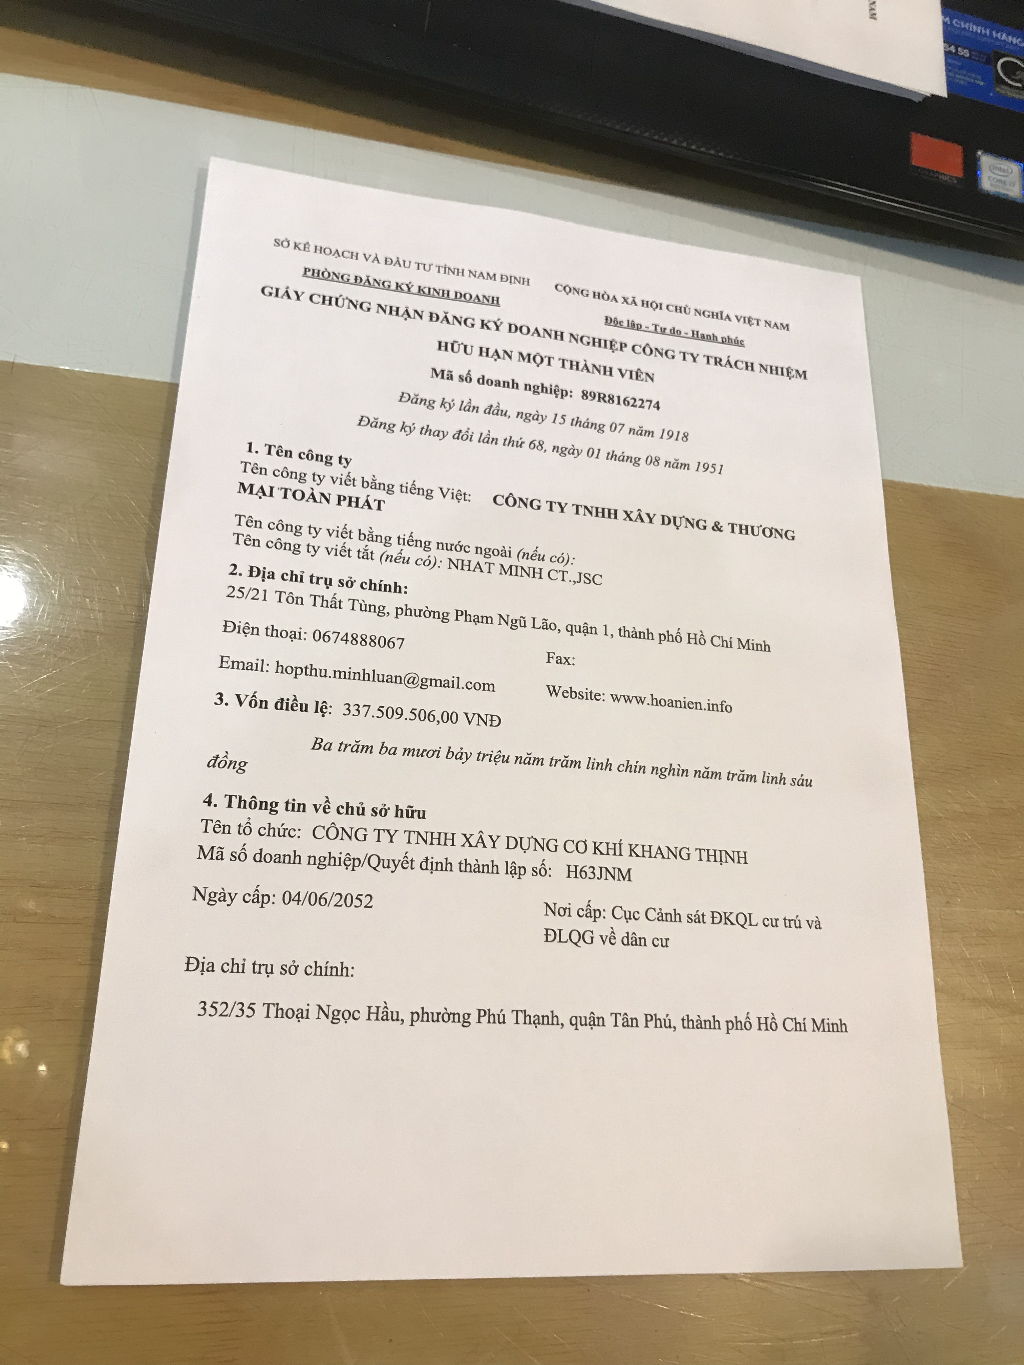 NAM
M CHÍNH HÃNG
54 55
intel
CORE i7
GRAPHICS
SỞ KẾ HOẠCH VÀ ĐẦU TƯ TỈNH NAM ĐỊNH
CỘNG HÒA XÃ HỘI CHỦ NGHĨA VIỆT NAM
PHÒNG ĐĂNG KÝ KINH DOANH
Độc lập - Tự do - Hạnh phúc
GIẤY CHỨNG NHẬN ĐĂNG KÝ DOANH NGHIỆP CÔNG TY TRÁCH NHIỆM
HỮU HẠN MỘT THÀNH VIÊN
Mã số doanh nghiệp: 89R8162274
Đăng ký lần đầu, ngày 15 tháng 07 năm 1918
Đăng ký thay đổi lần thứ 68, ngày 01 tháng 08 năm 1951
1. Tên công ty
Tên công ty viết bằng tiếng Việt: CÔNG TY TNHH XÂY DỰNG & THƯƠNG
MẠI TOÀN PHÁT
Tên công ty viết bằng tiếng nước ngoài (nếu có):
Tên công ty viết tắt (nếu có): NHAT MINH CT.,JSC
2. Địa chỉ trụ sở chính:
25/21 Tôn Thất Tùng, phường Phạm Ngũ Lão, quận 1, thành phố Hồ Chí Minh
Điện thoại: 0674888067
Fax:
Email: hopthu.minhluan@gmail.com
Website: www.hoanien.info
3. Vốn điều lệ: 337.509.506,00 VNĐ
Ba trăm ba mươi bảy triệu năm trăm linh chín nghìn năm trăm linh sáu
đồng
4. Thông tin về chủ sở hữu
Tên tổ chức: CÔNG TY TNHH XÂY DỰNG CƠ KHÍ KHANG THỊNH
Mã số doanh nghiệp/Quyết định thành lập số: H63JNM
Ngày cấp: 04/06/2052
Nơi cấp: Cục Cảnh sát ĐKQL cư trú và
ĐLQG về dân cư
Địa chỉ trụ sở chính:
352/35 Thoại Ngọc Hầu, phường Phú Thạnh, quận Tân Phú, thành phố Hồ Chí Minh